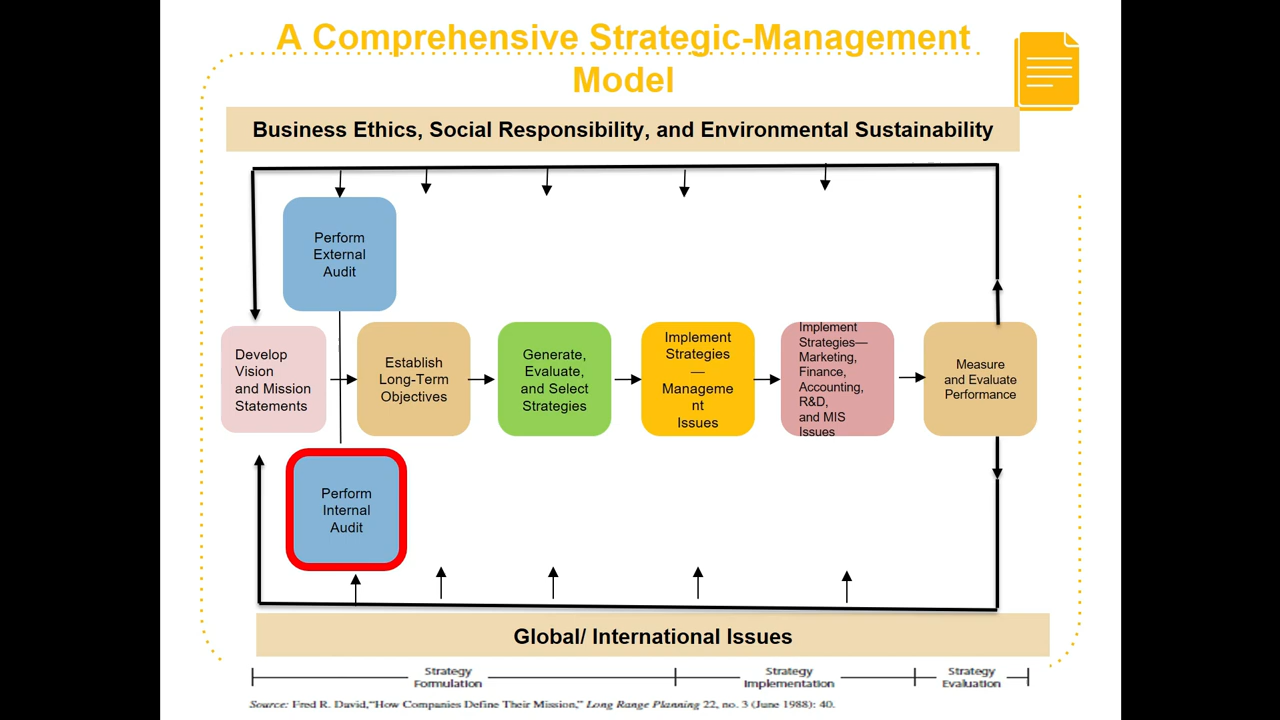 A Comprehensive Strategic-Management
Model
Business Ethics, Social Responsibility, and Environmental Sustainability
Perform
External
Audit
Develop
Vision
and Mission
Statements
Establish
Long-Term
Objectives
Generate,
Evaluate,
and Select
Strategies
Implement
Strategies
—
Manageme
nt
Issues
Implement
Strategies—
Marketing,
Finance,
Accounting,
R&D,
and MIS
Issues
Measure
and Evaluate
Performance
Perform
Internal
Audit
Global/ International Issues
Strategy
Formulation
Strategy
Implementation
Strategy
Evaluation
Source: Fred R. David,“How Companies Define Their Mission,” Long Range Planning 22, no. 3 (June 1988): 40.